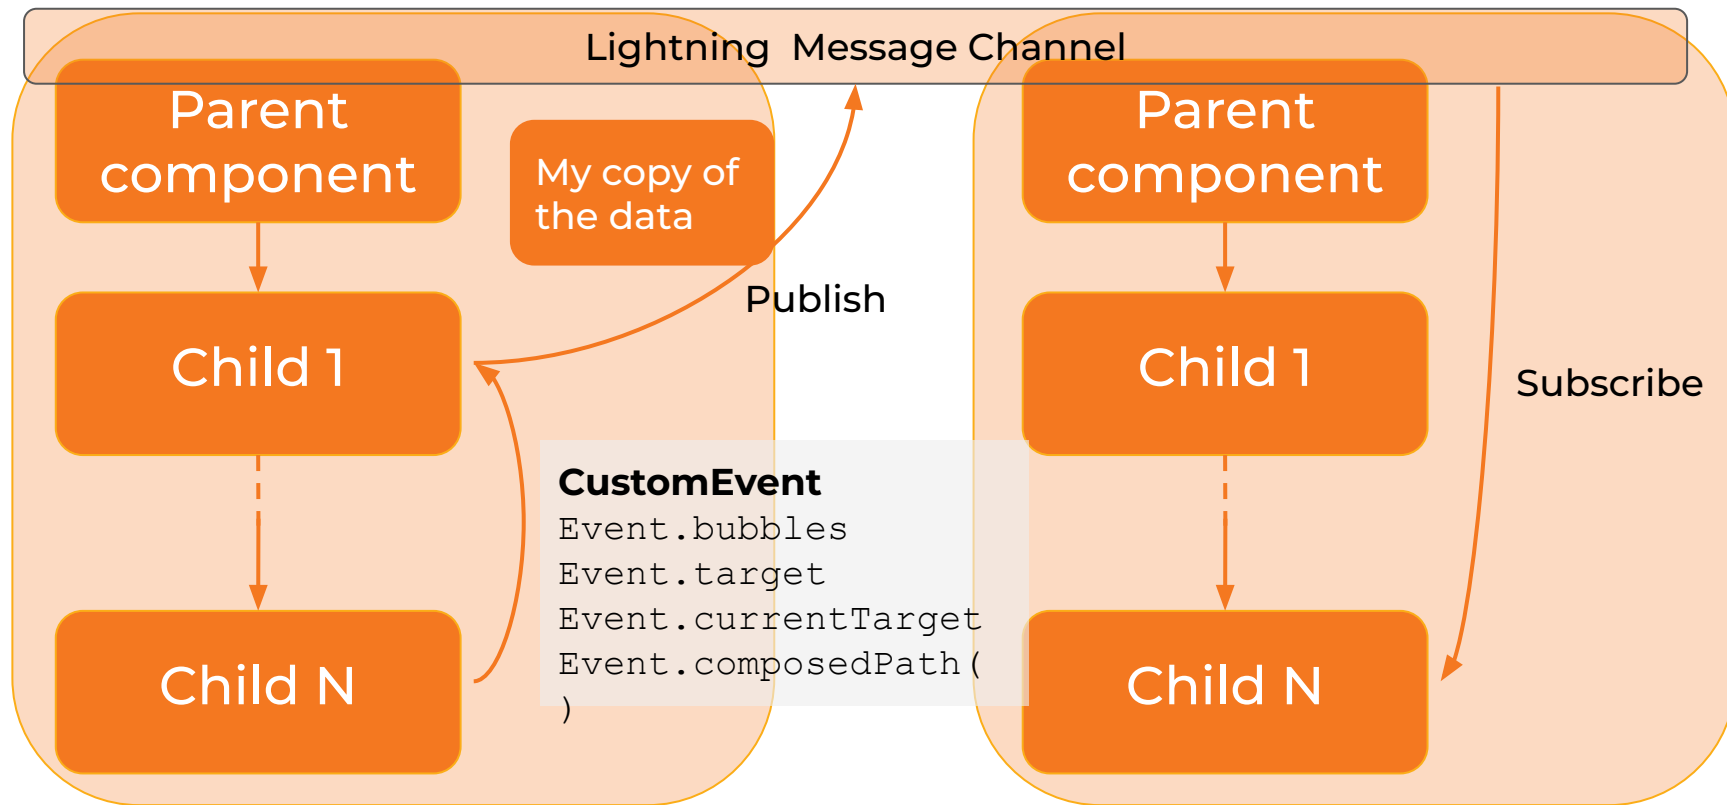 Lightning  Message Channel
Parent
component
My copy of
the data
Publish
Child 1
CustomEvent
Event.bubbles
Event.target
Event.currentTarget
Event.composedPath(
)
Child N
Parent
component
Child 1
Subscribe
Child N